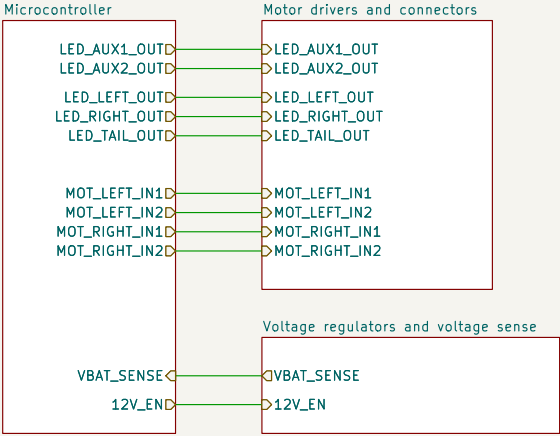 Microcontroller
LED_AUX1_OUT
LED_AUX2_OUT
LED_LEFT_OUT
LED_RIGHT_OUT
LED_TAIL_OUT
MOT_LEFT_IN1
MOT_LEFT_IN2
MOT_RIGHT_IN1
MOT_RIGHT_IN2
VBAT_SENSE
12V_EN
Motor drivers and connectors
LED_AUX1_OUT
LED_AUX2_OUT
LED_LEFT_OUT
LED_RIGHT_OUT
LED_TAIL_OUT
MOT_LEFT_IN1
MOT_LEFT_IN2
MOT_RIGHT_IN1
MOT_RIGHT_IN2
Voltage regulators and voltage sense
VBAT_SENSE
12V_EN